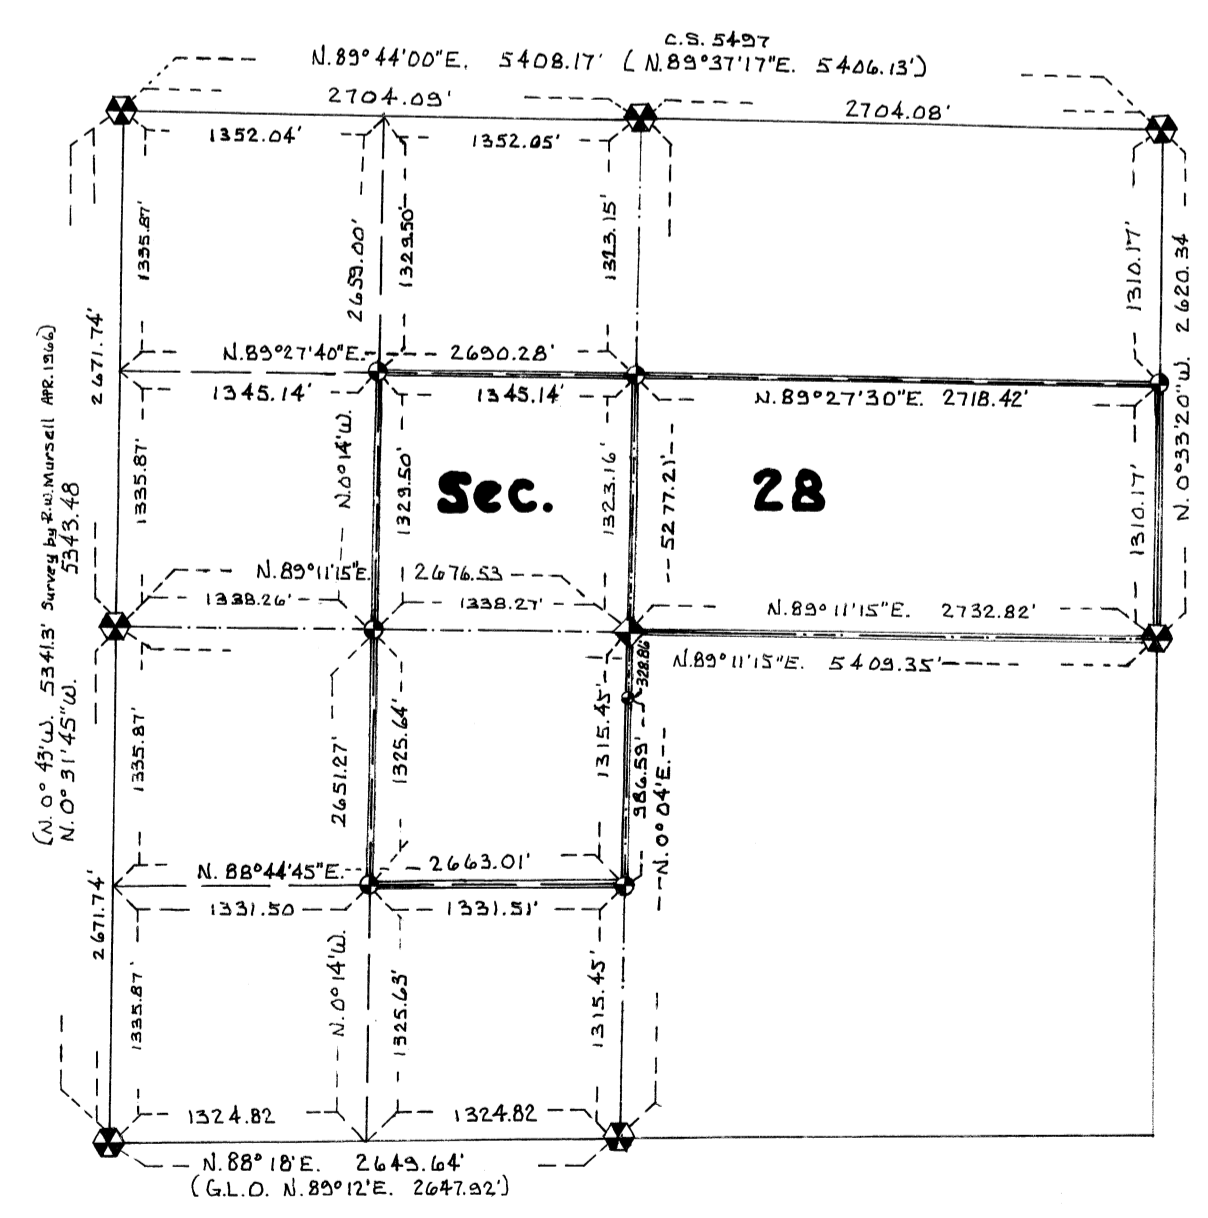 C.S. 5497
N.89°44'00"E. 5408.17' (N.89°37'17"E. 5406.13')
2704.09'
2704.08'
1352.04'
1352.05'
1335.87'
2659.00'
1329.50'
1323.15'
1310.17'
N. 0°33'20"W. 2620.34
2671.74'
N.89°27'40"E. 2690.28'
1345.14'
1345.14'
N.89°27'30"E. 2718.42'
1335.87'
N.0°14'W.
1329.50'
Sec. 28
1323.16'
5277.21'
1310.17'
(N. 0° 43'W. 5341.3' Survey by R.W. Mursell APR. 1966)
N. 0° 31'45"W. 5343.48
N.89°11'15"E. 2676.53
1338.26'
1338.27'
N.89°11'15"E. 2732.82'
N.89°11'15"E. 5409.35'
328.86
1335.87'
2651.27'
1325.64'
1315.45'
986.59'
N.0°04'E.
N. 88°44'45"E. 2663.01'
1331.50
1331.51'
2671.74'
1335.87'
N.0°14'W.
1325.63'
1315.45'
1324.82
1324.82
N.88°18'E. 2649.64'
(G.L.O. N.89°12'E. 2647.92')